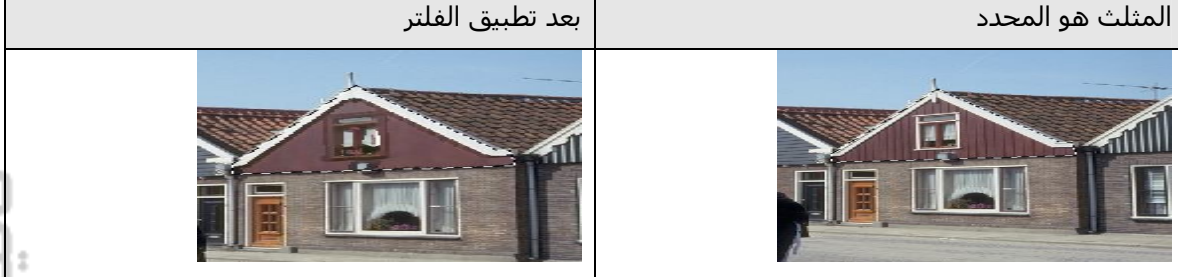 المثلث هو المحدد
بعد تطبيق الفلتر